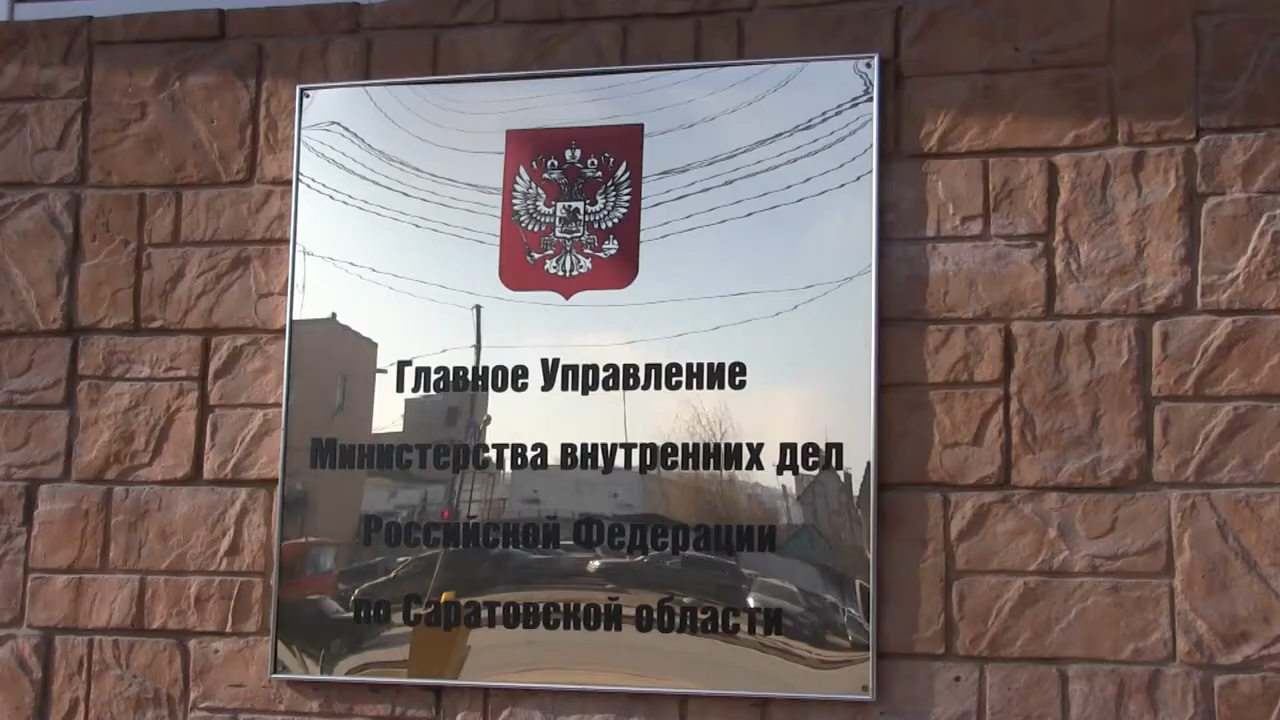 Главное Управление
Министерства внутренних дел
Российской Федерации
по Саратовской области